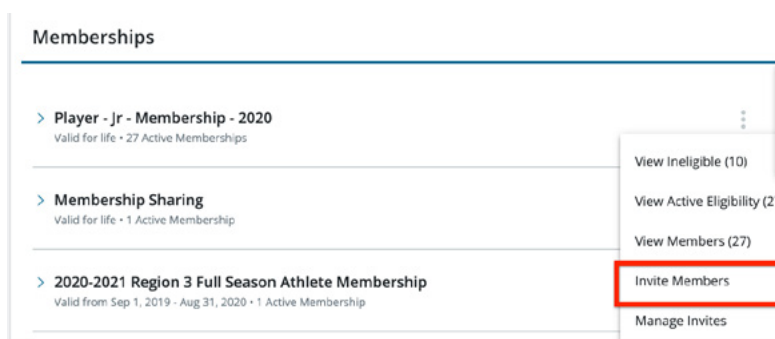 Memberships
Player - Jr - Membership - 2020
Valid for life • 27 Active Memberships
View Ineligible (10)
Membership Sharing
Valid for life • 1 Active Membership
View Active Eligibility (2
View Members (27)
2020-2021 Region 3 Full Season Athlete Membership
Valid from Sep 1, 2019 - Aug 31, 2020 • 1 Active Membership
Invite Members
Manage Invites